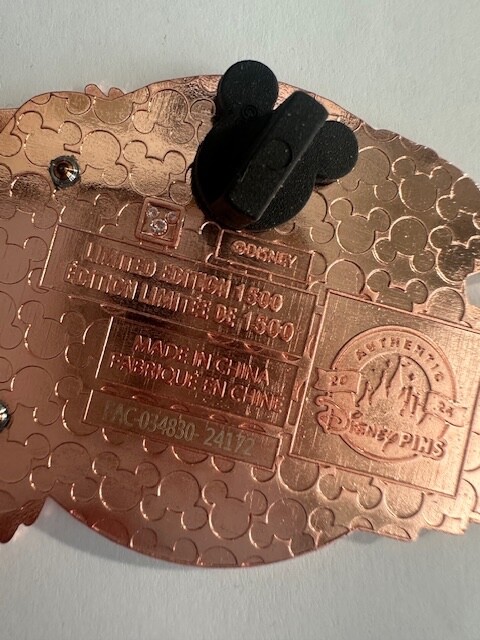 ©DISNEY
LIMITED EDITION 1500
ÉDITION LIMITÉE DE 1500
MADE IN CHINA
FABRIQUÉ EN CHINE
FAC-034830-24172
AUTHENTIC
20 24
Disney PINS